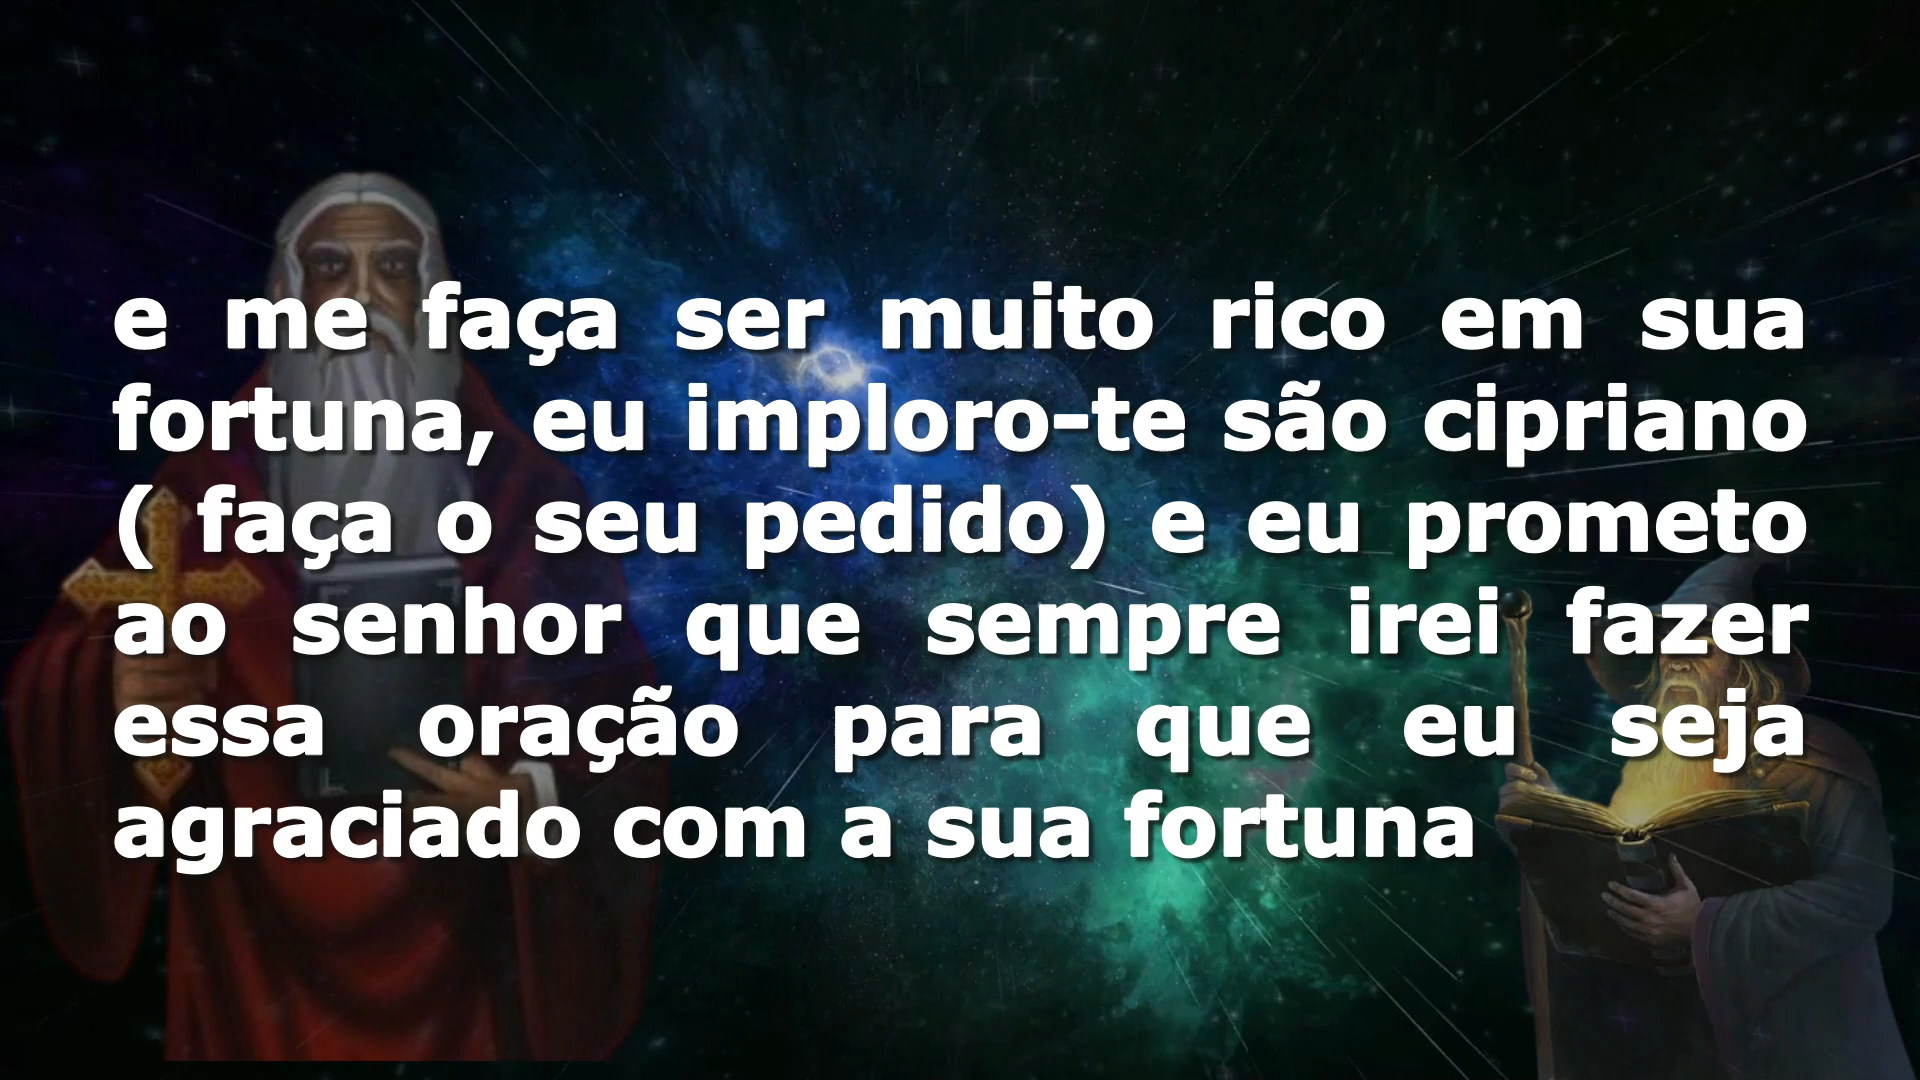 e me faça ser muito rico em sua
fortuna, eu imploro-te são cipriano
( faça o seu pedido) e eu prometo
ao senhor que sempre irei fazer
essa oração para que eu seja
agraciado com a sua fortuna